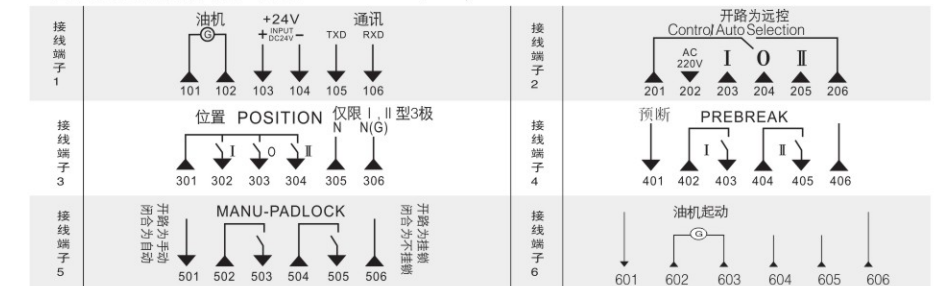 接线端子1
油机
+24V
通讯
G
+ INPUT DC24V −
TXD
RXD
101 102 103 104 105 106
接线端子2
开路为远控
Control/Auto Selection
AC 220V
I O II
201 202 203 204 205 206
接线端子3
位置 POSITION
仅限Ⅰ,Ⅱ型3极
N N(G)
I O II
301 302 303 304 305 306
接线端子4
预断 PREBREAK
I II
401 402 403 404 405 406
接线端子5
开路为手动
闭合为自动
MANU-PADLOCK
开路为挂锁
闭合为不挂锁
501 502 503 504 505 506
接线端子6
油机起动
G
601 602 603 604 605 606